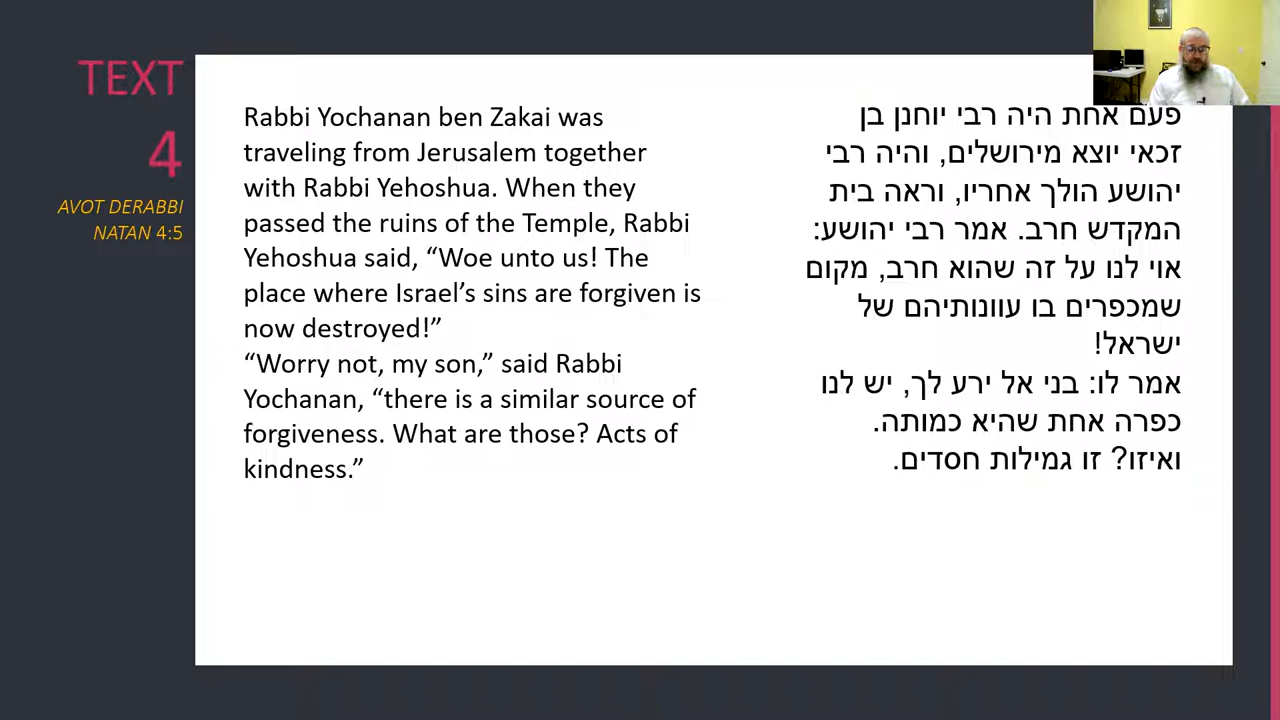 TEXT
4
AVOT DERABBI
NATAN 4:5
Rabbi Yochanan ben Zakai was
traveling from Jerusalem together
with Rabbi Yehoshua. When they
passed the ruins of the Temple, Rabbi
Yehoshua said, “Woe unto us! The
place where Israel’s sins are forgiven is
now destroyed!”
“Worry not, my son,” said Rabbi
Yochanan, “there is a similar source of
forgiveness. What are those? Acts of
kindness.”
פעם אחת היה רבי יוחנן בן
זכאי יוצא מירושלים, והיה רבי
יהושע הולך אחריו, וראה בית
המקדש חרב. אמר רבי יהושע:
אוי לנו על זה שהוא חרב, מקום
שמכפרים בו עוונותיהם של
ישראל!
אמר לו: בני אל ירע לך, יש לנו
כפרה אחת שהיא כמותה.
ואיזו? זו גמילות חסדים.